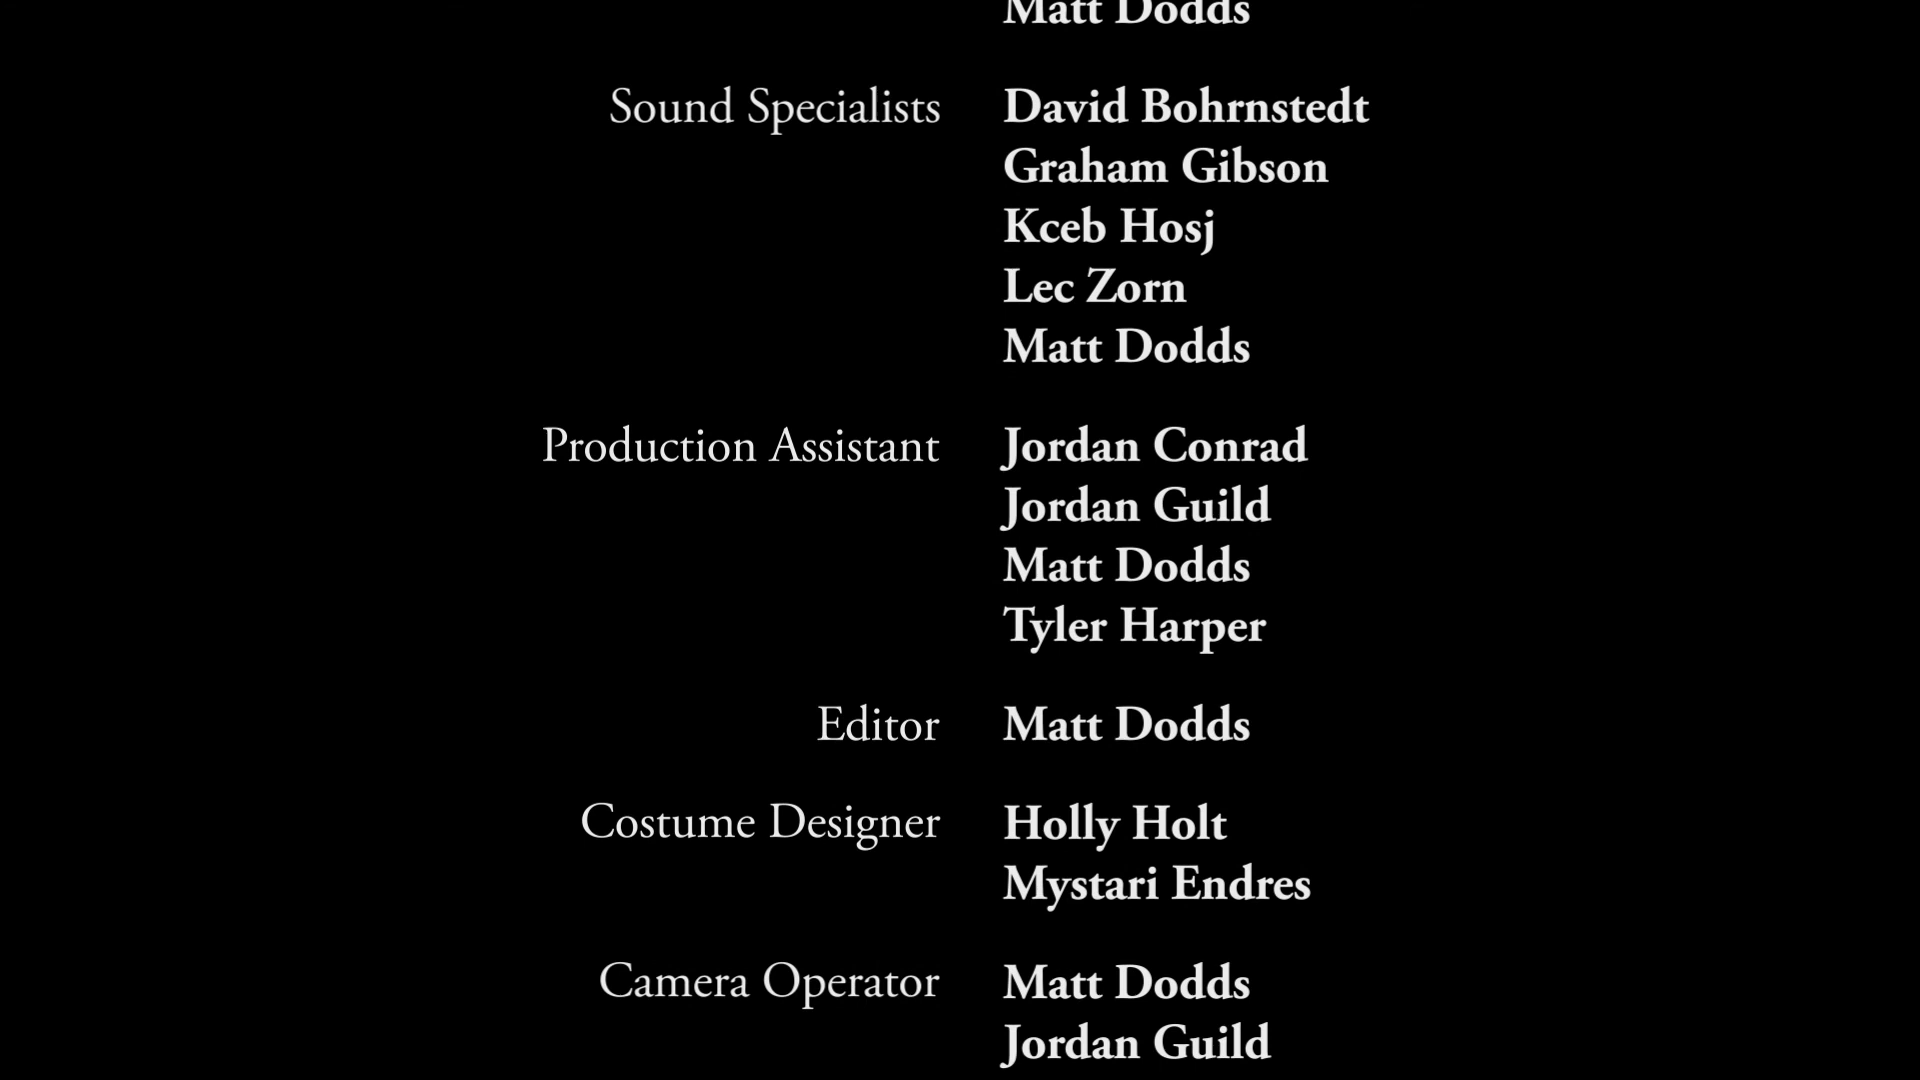 Matt Dodds
Sound Specialists David Bohrnstedt
Graham Gibson
Kceb Hosj
Lec Zorn
Matt Dodds
Production Assistant Jordan Conrad
Jordan Guild
Matt Dodds
Tyler Harper
Editor Matt Dodds
Costume Designer Holly Holt
Mystari Endres
Camera Operator Matt Dodds
Jordan Guild